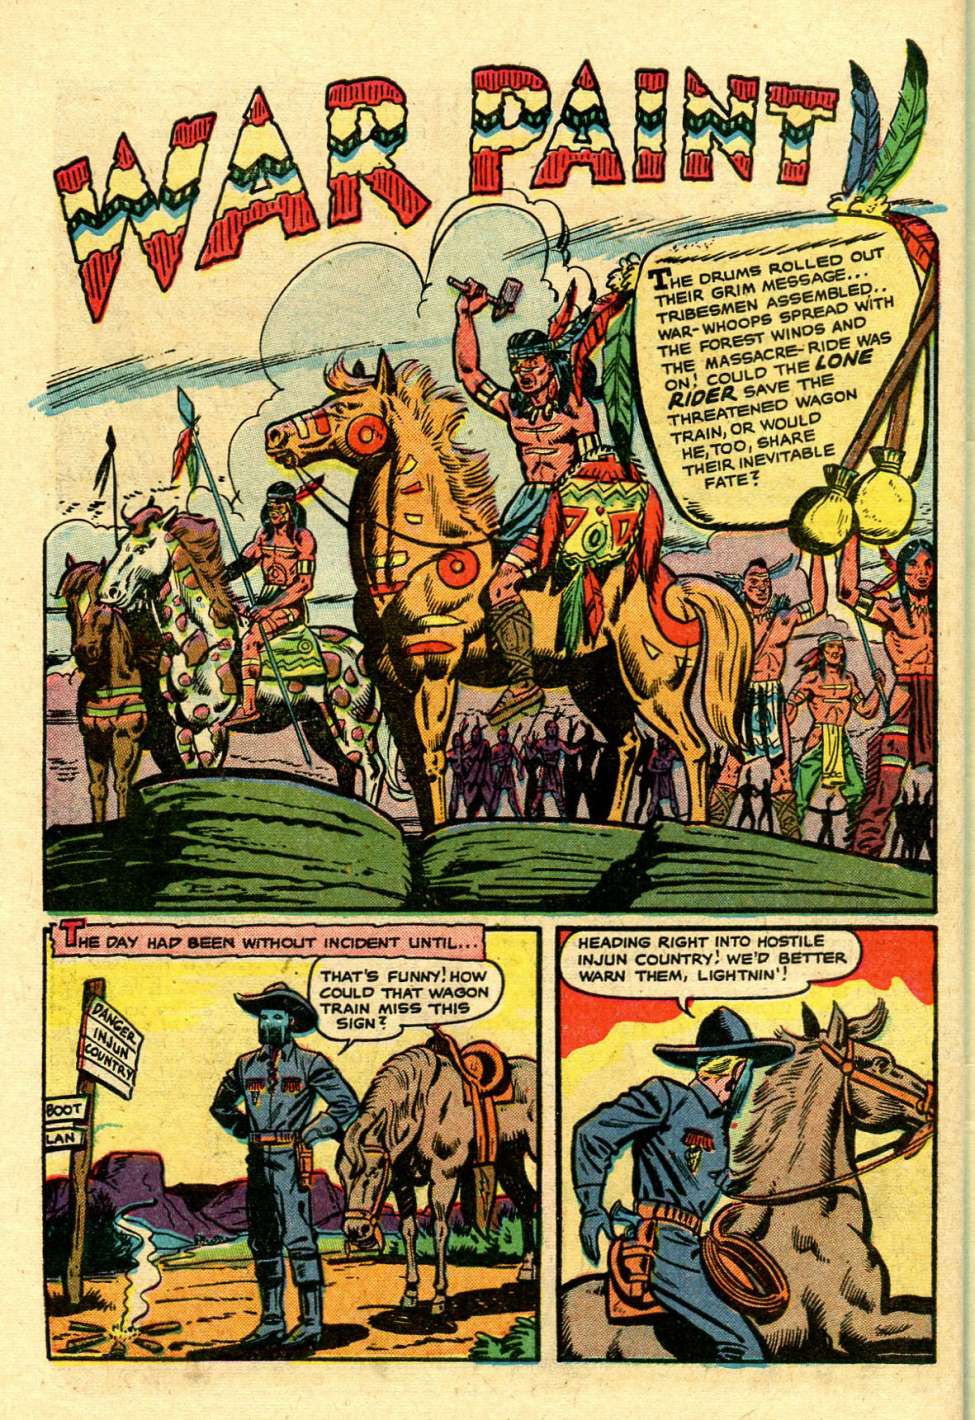 WAR PAINT
THE DRUMS ROLLED OUT
THEIR GRIM MESSAGE...
TRIBESMEN ASSEMBLED..
WAR-WHOOPS SPREAD WITH
THE FOREST WINDS AND
THE MASSACRE-RIDE WAS
ON! COULD THE LONE
RIDER SAVE THE
THREATENED WAGON
TRAIN, OR WOULD
HE, TOO, SHARE
THEIR INEVITABLE
FATE?
THE DAY HAD BEEN WITHOUT INCIDENT UNTIL...
THAT'S FUNNY! HOW
COULD THAT WAGON
TRAIN MISS THIS
SIGN?
DANGER
INJUN
COUNTRY
BOOT
LAN
HEADING RIGHT INTO HOSTILE
INJUN COUNTRY! WE'D BETTER
WARN THEM, LIGHTNIN'!